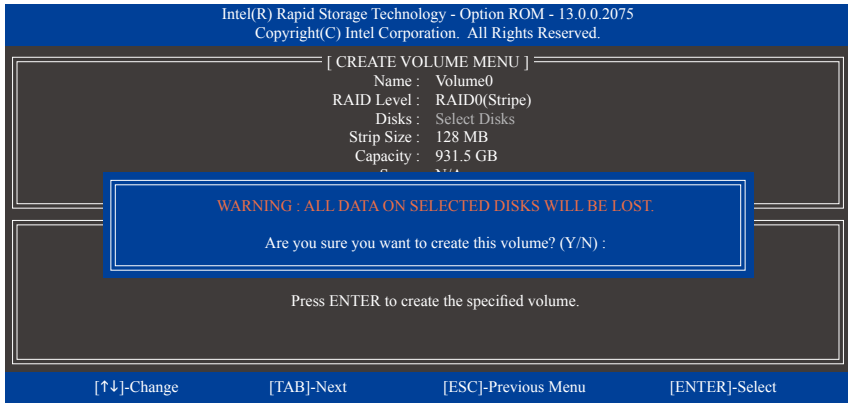 Intel(R) Rapid Storage Technology - Option ROM - 13.0.0.2075
Copyright(C) Intel Corporation. All Rights Reserved.
[ CREATE VOLUME MENU ]
Name : Volume0
RAID Level : RAID0(Stripe)
Disks : Select Disks
Strip Size : 128 MB
Capacity : 931.5 GB
WARNING : ALL DATA ON SELECTED DISKS WILL BE LOST.
Are you sure you want to create this volume? (Y/N) :
Press ENTER to create the specified volume.
[↑↓]-Change [TAB]-Next [ESC]-Previous Menu [ENTER]-Select